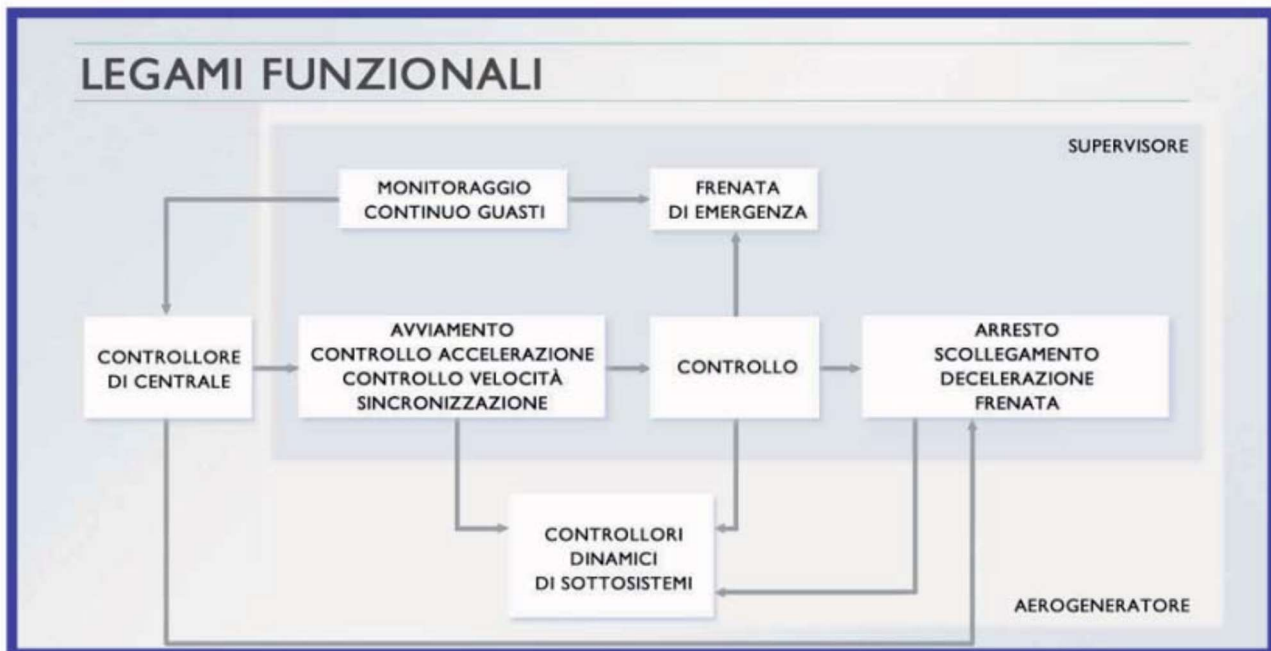 LEGAMI FUNZIONALI
SUPERVISORE
MONITORAGGIO
CONTINUO GUASTI
FRENATA
DI EMERGENZA
CONTROLLORE
DI CENTRALE
AVVIAMENTO
CONTROLLO ACCELERAZIONE
CONTROLLO VELOCITÀ
SINCRONIZZAZIONE
CONTROLLO
ARRESTO
SCOLLEGAMENTO
DECELERAZIONE
FRENATA
CONTROLLORI
DINAMICI
DI SOTTOSISTEMI
AEROGENERATORE